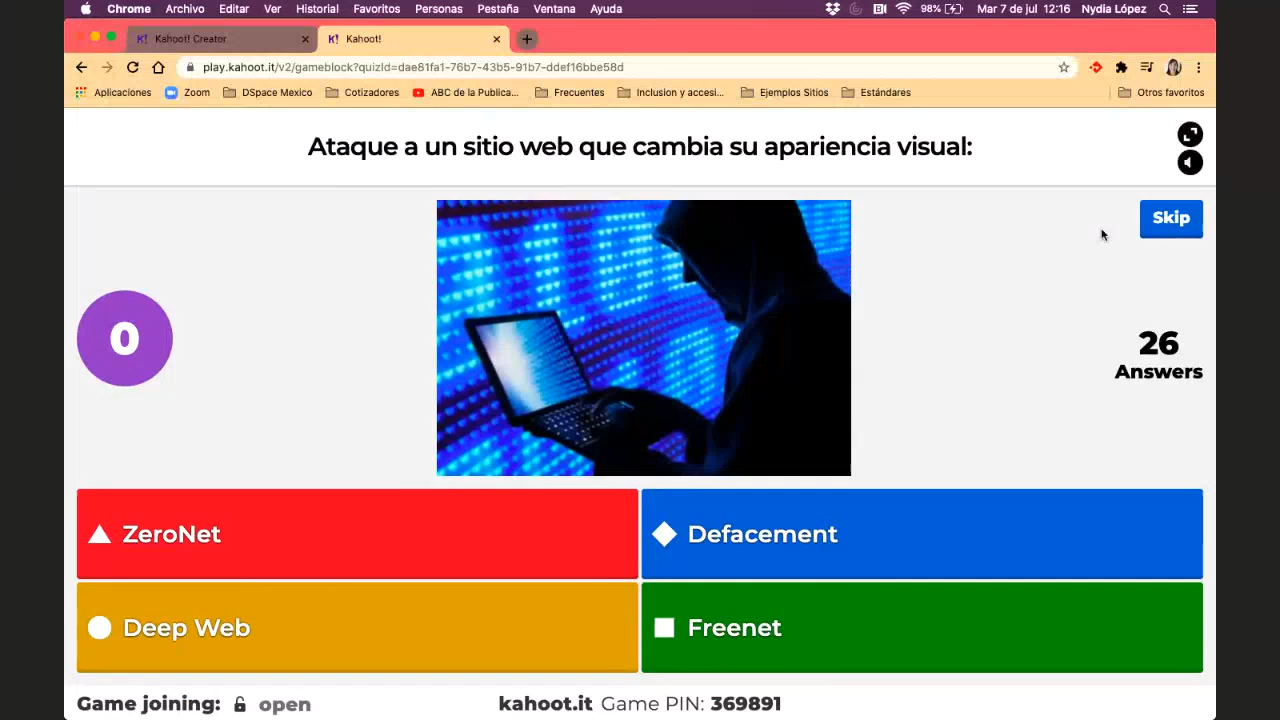 Chrome Archivo Editar Ver Historial Favoritos Personas Pestaña Ventana Ayuda 98% Mar 7 de jul 12:16 Nydia López
K! Kahoot! Creator K! Kahoot!
play.kahoot.it/v2/gameblock?quizId=dae81fa1-76b7-43b5-91b7-ddef16bbe58d
Aplicaciones Zoom DSpace Mexico Cotizadores ABC de la Publica... Frecuentes Inclusion y accesi... Ejemplos Sitios Estándares Otros favoritos
Ataque a un sitio web que cambia su apariencia visual:
Skip
0
26
Answers
ZeroNet
Defacement
Deep Web
Freenet
Game joining: open kahoot.it Game PIN: 369891